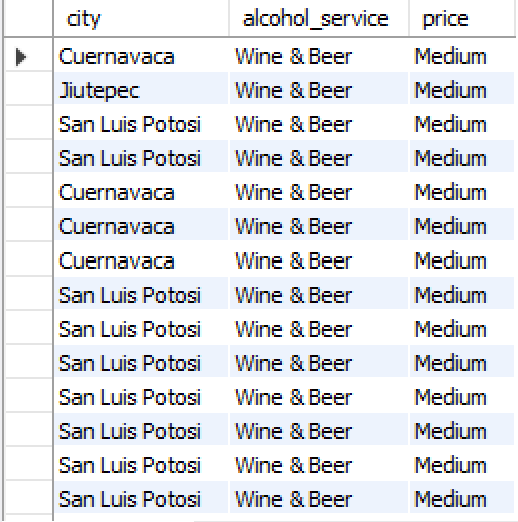 city alcohol_service price
Cuernavaca Wine & Beer Medium
Jiutepec Wine & Beer Medium
San Luis Potosi Wine & Beer Medium
San Luis Potosi Wine & Beer Medium
Cuernavaca Wine & Beer Medium
Cuernavaca Wine & Beer Medium
Cuernavaca Wine & Beer Medium
San Luis Potosi Wine & Beer Medium
San Luis Potosi Wine & Beer Medium
San Luis Potosi Wine & Beer Medium
San Luis Potosi Wine & Beer Medium
San Luis Potosi Wine & Beer Medium
San Luis Potosi Wine & Beer Medium
San Luis Potosi Wine & Beer Medium